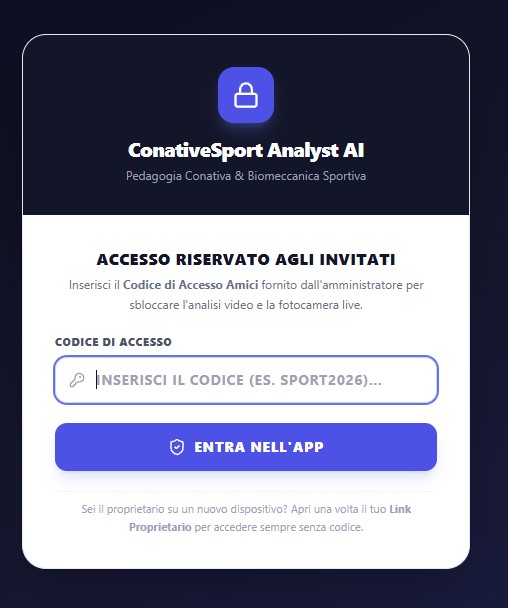 ConativeSport Analyst AI
Pedagogia Conativa & Biomeccanica Sportiva
ACCESSO RISERVATO AGLI INVITATI
Inserisci il Codice di Accesso Amici fornito dall'amministratore per
sbloccare l'analisi video e la fotocamera live.
CODICE DI ACCESSO
INSERISCI IL CODICE (ES. SPORT2026)...
ENTRA NELL'APP
Sei il proprietario su un nuovo dispositivo? Apri una volta il tuo Link
Proprietario per accedere sempre senza codice.